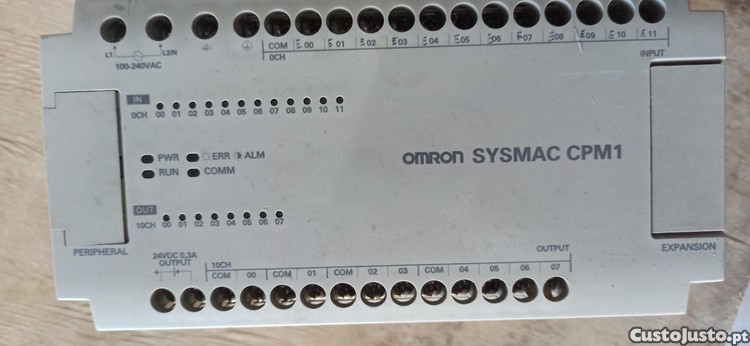 L1 L2/N COM E 00 E 01 E 02 E 03 E 04 E 05 E 06 E 07 E 08 E 09 E 10 E 11
100-240VAC 0CH INPUT
IN
0CH 00 01 02 03 04 05 06 07 08 09 10 11
PWR ERR ALM
RUN COMM
OMRON SYSMAC CPM1
OUT
10CH 00 01 02 03 04 05 06 07
PERIPHERAL
EXPANSION
24VDC 0,3A
OUTPUT
10CH OUTPUT
COM 00 COM 01 COM 02 03 COM 04 05 06 07
CustoJusto.pt